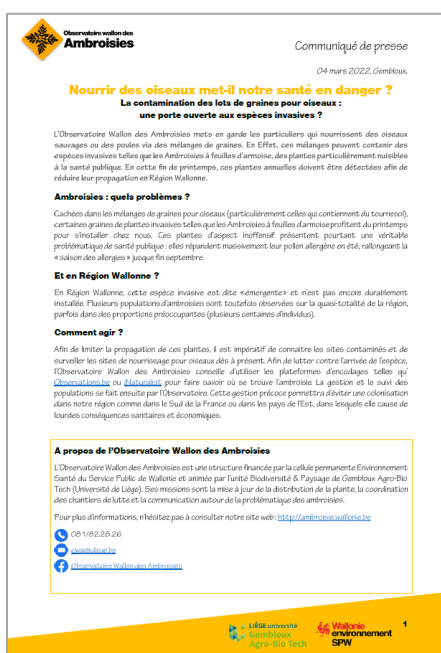 Observatoire wallon des
Ambroisies
Communiqué de presse
04 mars 2022, Gembloux,
Nourrir des oiseaux met-il notre santé en danger ?
La contamination des lots de graines pour oiseaux :
une porte ouverte aux espèces invasives ?
L'Observatoire Wallon des Ambroisies mets en garde les particuliers qui nourrissent des oiseaux
sauvages ou des poules via des mélanges de graines. En Effet, ces mélanges peuvent contenir des
espèces invasives telles que les Ambroisies à feuilles d'armoise, des plantes particulièrement nuisibles
à la santé publique. En cette fin de printemps, ces plantes annuelles doivent être détectées afin de
réduire leur propagation en Région Wallonne.
Ambroisies : quels problèmes ?
Cachées dans les mélanges de graines pour oiseaux (particulièrement celles qui contiennent du tournesol),
certaines graines de plantes invasives telles que les Ambroisies à feuilles d'armoise profitent du printemps
pour s'installer chez nous. Ces plantes d'aspect inoffensif présentent pourtant une véritable
problématique de santé publique : elles répandent massivement leur pollen allergène en été, rallongeant la
« saison des allergies » jusque fin septembre.
Et en Région Wallonne ?
En Région Wallonne, cette espèce invasive est dite « émergente » et n'est pas encore durablement
installée. Plusieurs populations d'ambroisies sont toutefois observées sur la quasi-totalité de la région,
parfois dans des proportions préoccupantes (plusieurs centaines d'individus).
Comment agir ?
Afin de limiter la propagation de ces plantes, il est impératif de connaitre les sites contaminés et de
surveiller les sites de nourrissage pour oiseaux dès à présent. Afin de lutter contre l'arrivée de l'espèce,
l'Observatoire Wallon des Ambroisies conseille d'utiliser les plateformes d'encodages telles qu'
Observations.be ou iNaturalist pour faire savoir où se trouve l'ambroisie. La gestion et le suivi des
populations se fait ensuite par l'Observatoire. Cette gestion précoce permettra d'éviter une colonisation
dans notre région comme dans le Sud de la France ou dans les pays de l'Est, dans lesquels elle cause de
lourdes conséquences sanitaires et économiques.
A propos de l'Observatoire Wallon des Ambroisies
L'Observatoire Wallon des Ambroisies est une structure financée par la cellule permanente Environnement
Santé du Service Public de Wallonie et animée par l'unité Biodiversité & Paysage de Gembloux Agro-Bio
Tech (Université de Liège). Ses missions sont la mise à jour de la distribution de la plante, la coordination
des chantiers de lutte et la communication autour de la problématique des ambroisies.
Pour plus d'informations, n'hésitez pas à consulter notre site web : http://ambroisie.wallonie.be
081/62.28.26
owa@uliege.be
Observatoire Wallon des Ambroisies
LIÈGE université
Gembloux
Agro-Bio Tech
Wallonie
environnement
SPW
1